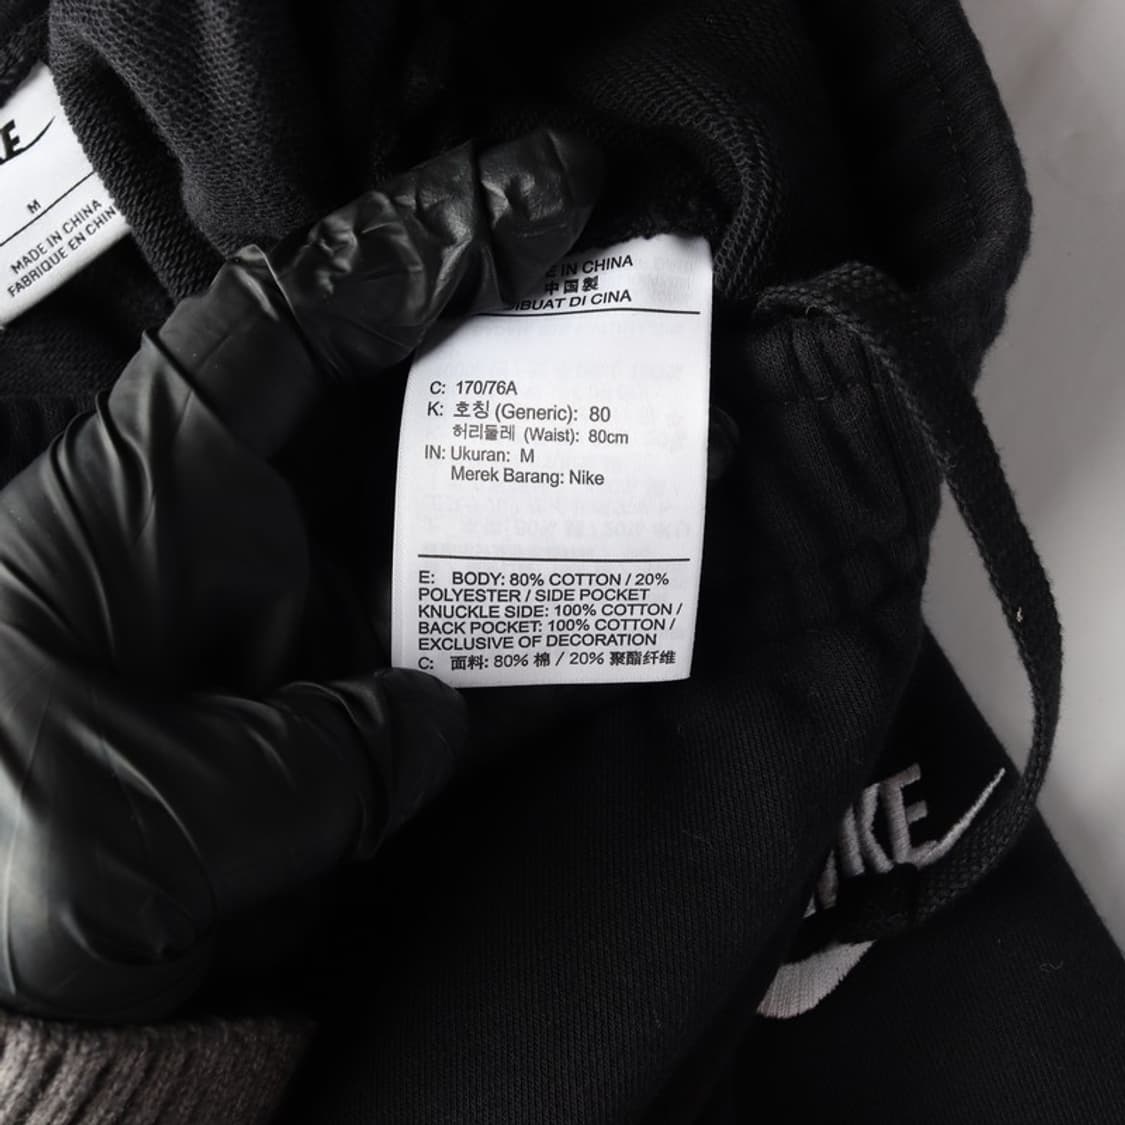 M
MADE IN CHINA
FABRIQUE EN CHIN
IN CHINA
中国製
DI CINA
C: 170/76A
K: 호칭 (Generic): 80
허리둘레 (Waist): 80cm
IN: Ukuran: M
Merek Barang: Nike
E: BODY: 80% COTTON / 20%
POLYESTER / SIDE POCKET
KNUCKLE SIDE: 100% COTTON /
BACK POCKET: 100% COTTON /
EXCLUSIVE OF DECORATION
C: 面料: 80% 棉 / 20% 聚酯纤维
IKE